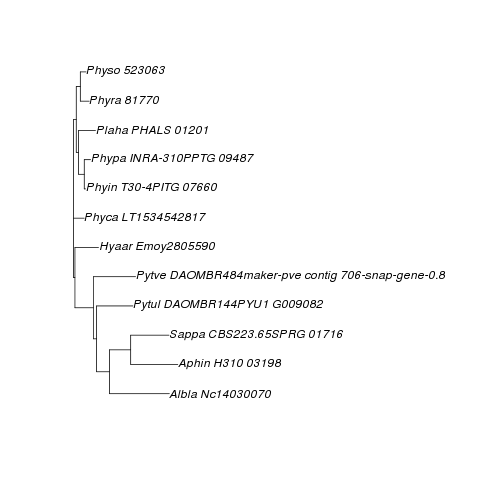 Physo 523063
Phyra 81770
Plaha PHALS 01201
Phypa INRA-310PPTG 09487
Phyin T30-4PITG 07660
Phyca LT1534542817
Hyaar Emoy2805590
Pytve DAOMBR484maker-pve contig 706-snap-gene-0.8
Pytul DAOMBR144PYU1 G009082
Sappa CBS223.65SPRG 01716
Aphin H310 03198
Albla Nc14030070